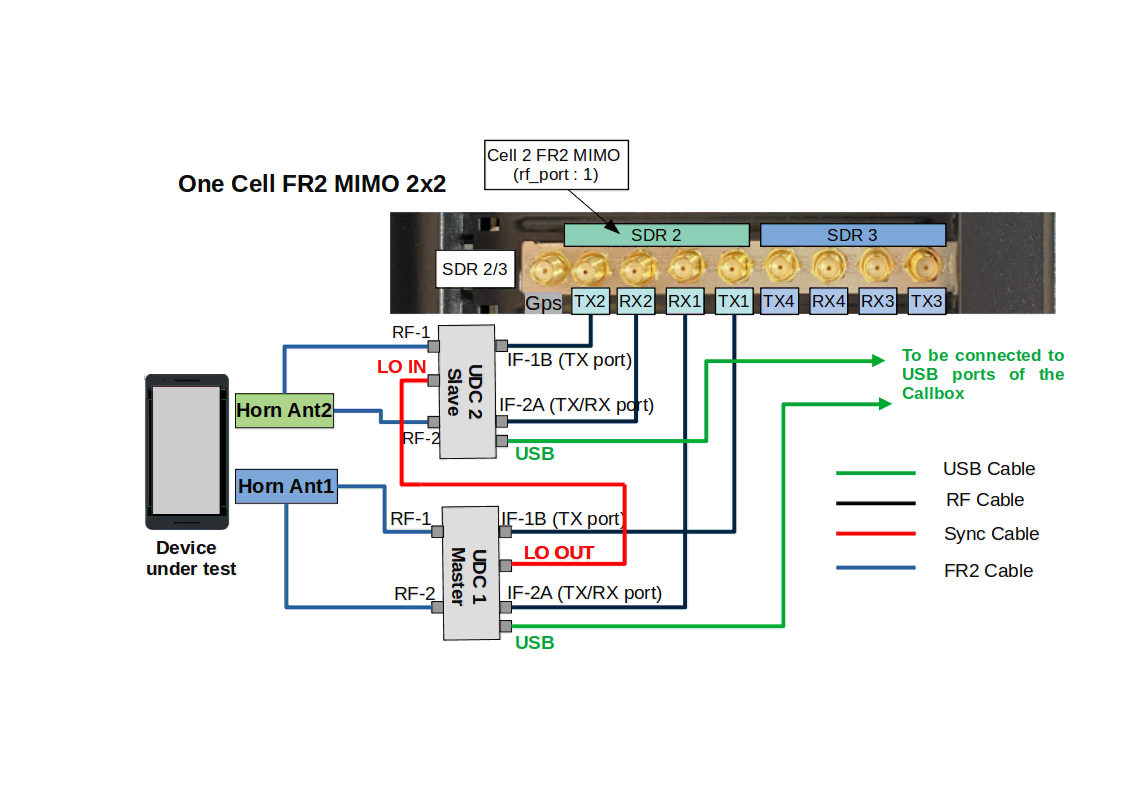 Cell 2 FR2 MIMO
(rf_port : 1)
One Cell FR2 MIMO 2x2
SDR 2
SDR 3
SDR 2/3
Gps
TX2
RX2
RX1
TX1
TX4
RX4
RX3
TX3
RF-1
LO IN
IF-1B (TX port)
UDC 2
Slave
To be connected to
USB ports of the
Callbox
Horn Ant2
IF-2A (TX/RX port)
RF-2
USB
Horn Ant1
USB Cable
RF Cable
Sync Cable
FR2 Cable
RF-1
IF-1B (TX port)
LO OUT
UDC 1
Master
Device
under test
RF-2
IF-2A (TX/RX port)
USB